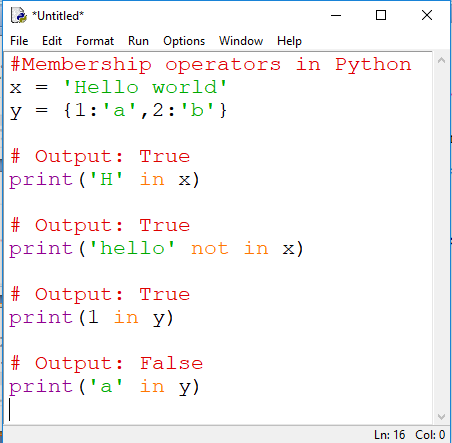 *Untitled*
File Edit Format Run Options Window Help
#Membership operators in Python
x = 'Hello world'
y = {1:'a',2:'b'}
# Output: True
print('H' in x)
# Output: True
print('hello' not in x)
# Output: True
print(1 in y)
# Output: False
print('a' in y)
Ln: 16 Col: 0